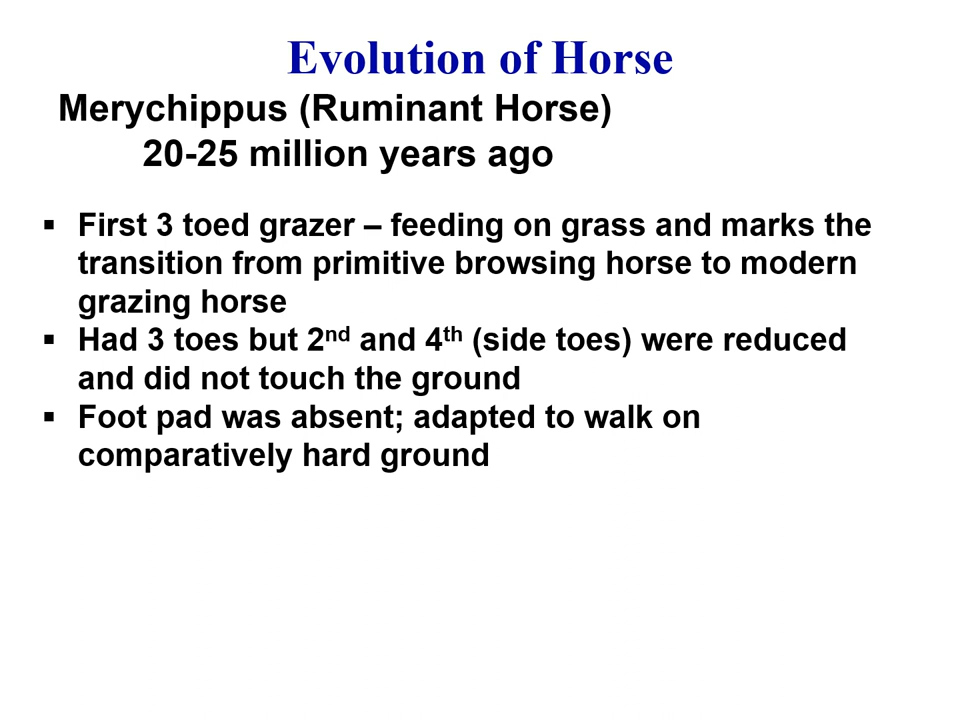 Evolution of Horse
Merychippus (Ruminant Horse)
20-25 million years ago
▪ First 3 toed grazer – feeding on grass and marks the
transition from primitive browsing horse to modern
grazing horse
▪ Had 3 toes but 2nd and 4th (side toes) were reduced
and did not touch the ground
▪ Foot pad was absent; adapted to walk on
comparatively hard ground